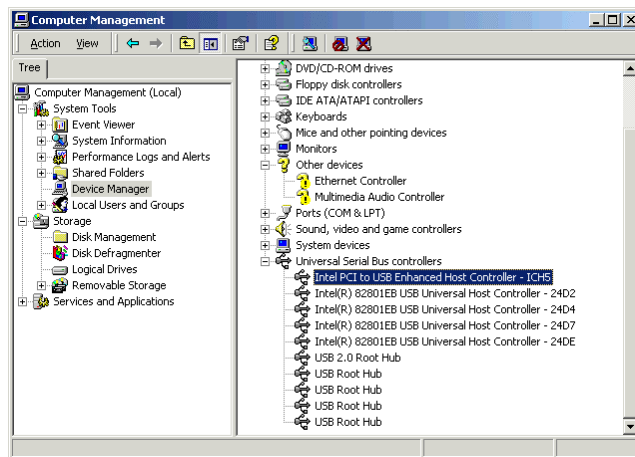 Computer Management
Action View
Tree
Computer Management (Local)
System Tools
Event Viewer
System Information
Performance Logs and Alerts
Shared Folders
Device Manager
Local Users and Groups
Storage
Disk Management
Disk Defragmenter
Logical Drives
Removable Storage
Services and Applications
DVD/CD-ROM drives
Floppy disk controllers
IDE ATA/ATAPI controllers
Keyboards
Mice and other pointing devices
Monitors
Other devices
Ethernet Controller
Multimedia Audio Controller
Ports (COM & LPT)
Sound, video and game controllers
System devices
Universal Serial Bus controllers
Intel PCI to USB Enhanced Host Controller - ICH5
Intel(R) 82801EB USB Universal Host Controller - 24D2
Intel(R) 82801EB USB Universal Host Controller - 24D4
Intel(R) 82801EB USB Universal Host Controller - 24D7
Intel(R) 82801EB USB Universal Host Controller - 24DE
USB 2.0 Root Hub
USB Root Hub
USB Root Hub
USB Root Hub
USB Root Hub